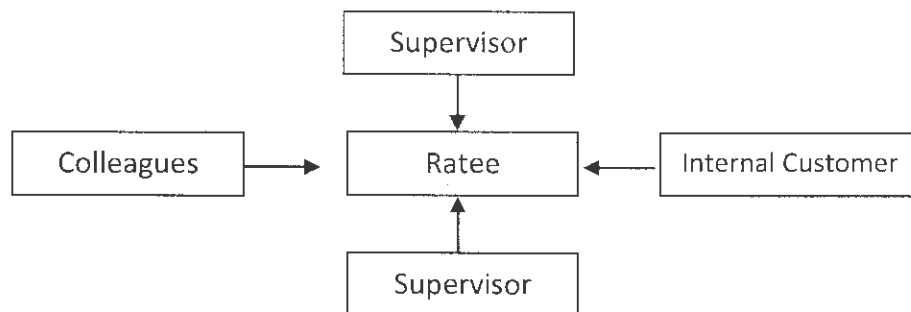 Supervisor
Colleagues
Ratee
Internal Customer
Supervisor